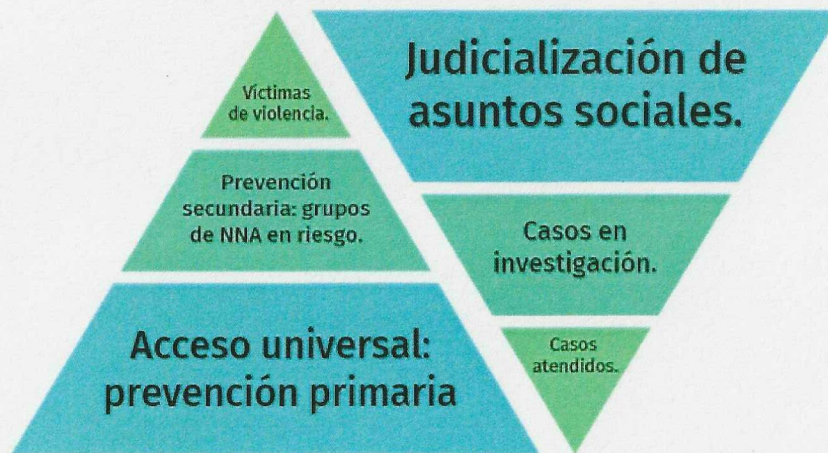 Víctimas
de violencia.
Prevención
secundaria: grupos
de NNA en riesgo.
Acceso universal:
prevención primaria
Judicialización de
asuntos sociales.
Casos en
investigación.
Casos
atendidos.